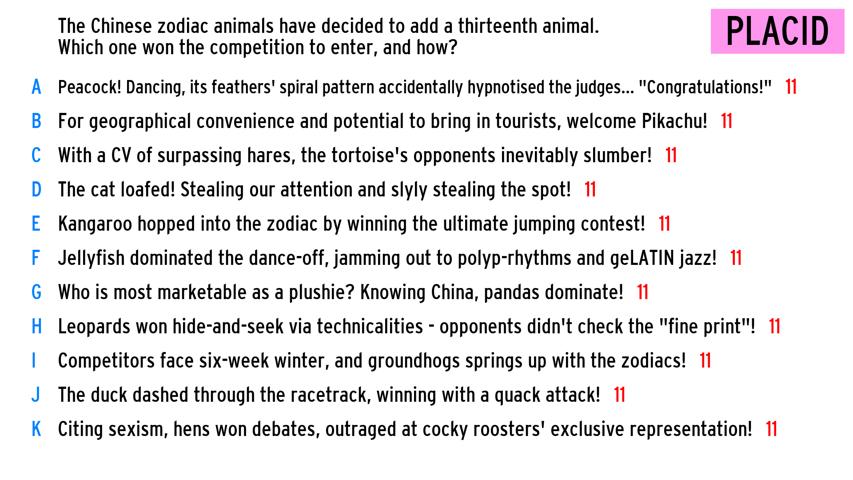 The Chinese zodiac animals have decided to add a thirteenth animal.
Which one won the competition to enter, and how?
PLACID
A Peacock! Dancing, its feathers' spiral pattern accidentally hypnotised the judges... "Congratulations!" 11
B For geographical convenience and potential to bring in tourists, welcome Pikachu! 11
C With a CV of surpassing hares, the tortoise's opponents inevitably slumber! 11
D The cat loafed! Stealing our attention and slyly stealing the spot! 11
E Kangaroo hopped into the zodiac by winning the ultimate jumping contest! 11
F Jellyfish dominated the dance-off, jamming out to polyp-rhythms and geLATIN jazz! 11
G Who is most marketable as a plushie? Knowing China, pandas dominate! 11
H Leopards won hide-and-seek via technicalities - opponents didn't check the "fine print"! 11
I Competitors face six-week winter, and groundhogs springs up with the zodiacs! 11
J The duck dashed through the racetrack, winning with a quack attack! 11
K Citing sexism, hens won debates, outraged at cocky roosters' exclusive representation! 11